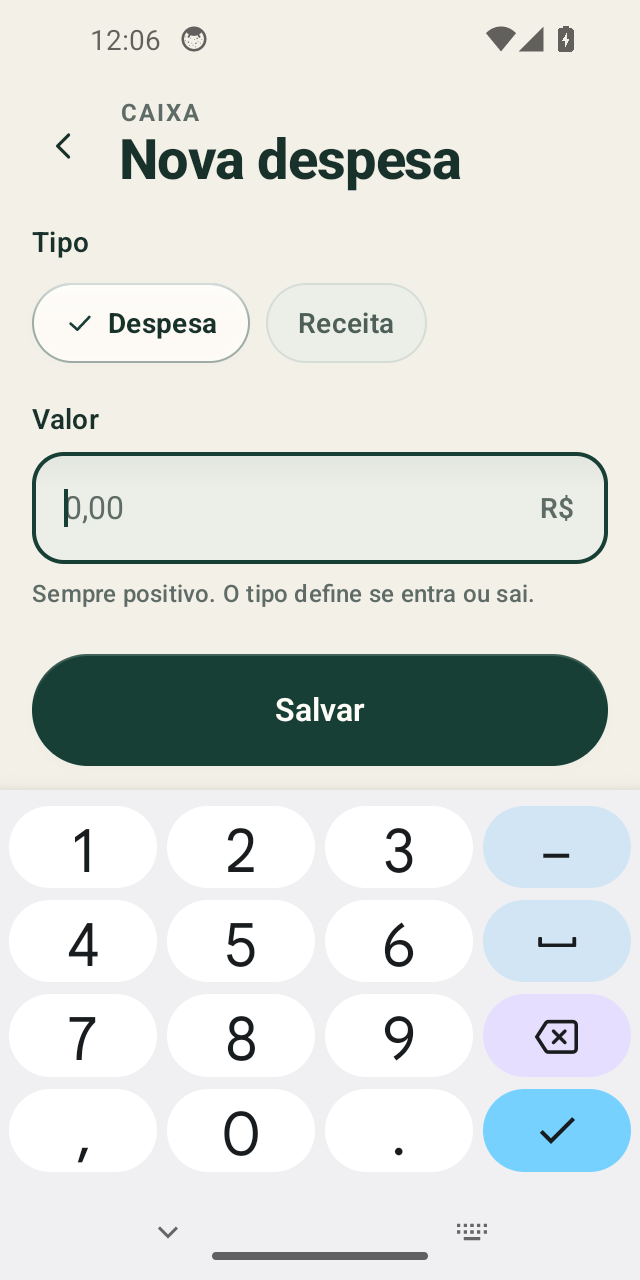 12:06
CAIXA
Nova despesa
Tipo
Despesa Receita
Valor
0,00 R$
Sempre positivo. O tipo define se entra ou sai.
Salvar
1 2 3 –
4 5 6
7 8 9
, 0 .